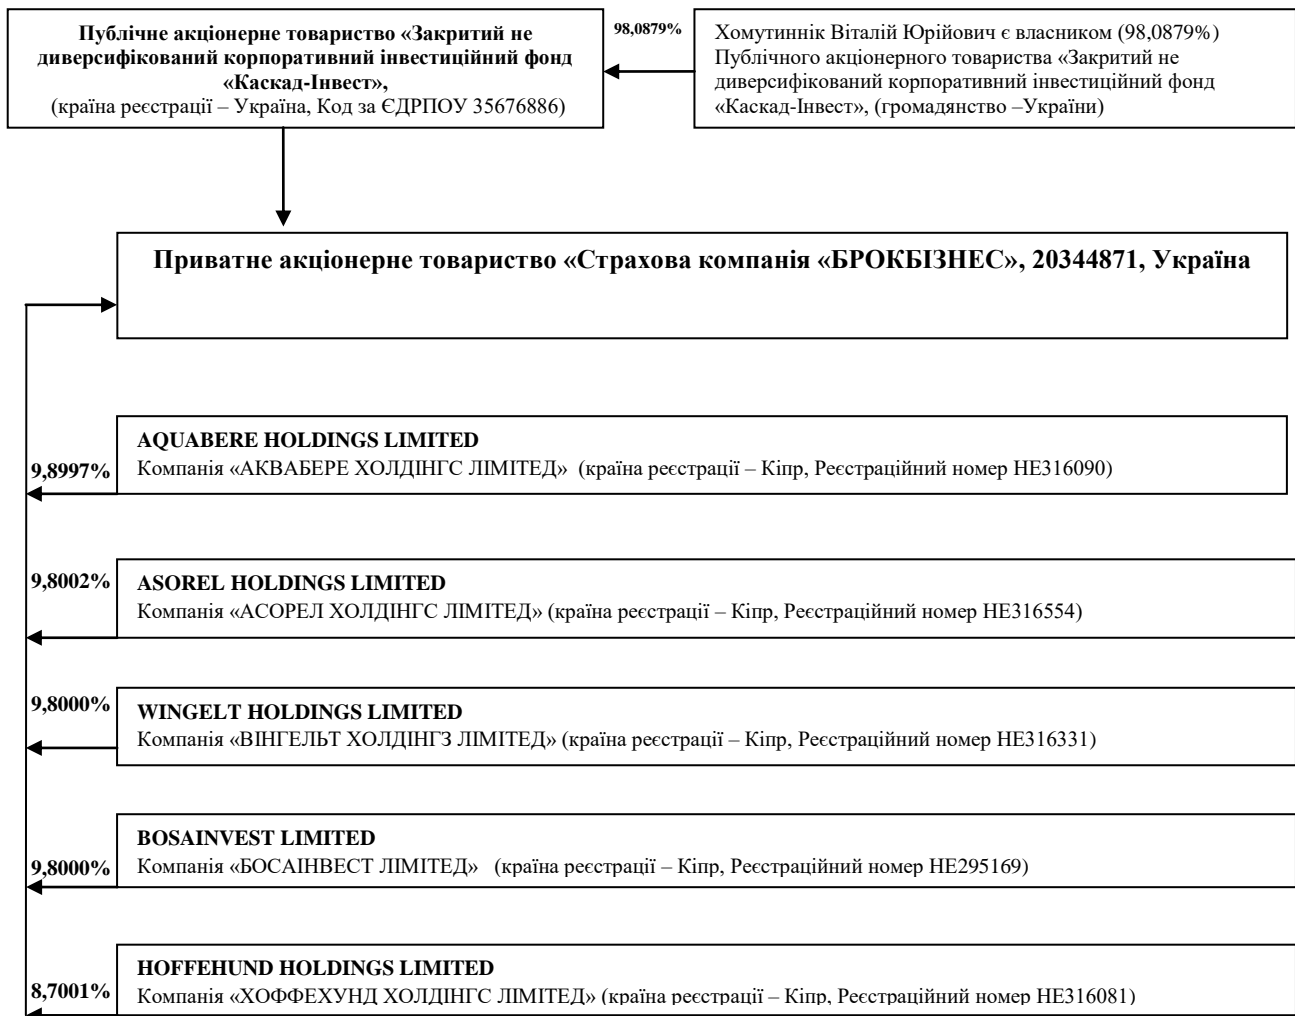 Публічне акціонерне товариство «Закритий не
диверсифікований корпоративний інвестиційний фонд
«Каскад-Інвест»,
(країна реєстрації – Україна, Код за ЄДРПОУ 35676886)
98,0879%
Хомутиннік Віталій Юрійович є власником (98,0879%)
Публічного акціонерного товариства «Закритий не
диверсифікований корпоративний інвестиційний фонд
«Каскад-Інвест», (громадянство –України)
Приватне акціонерне товариство «Страхова компанія «БРОКБІЗНЕС», 20344871, Україна
9,8997%
AQUABERE HOLDINGS LIMITED
Компанія «АКВАБЕРЕ ХОЛДІНГС ЛІМІТЕД» (країна реєстрації – Кіпр, Реєстраційний номер HE316090)
9,8002%
ASOREL HOLDINGS LIMITED
Компанія «АСОРЕЛ ХОЛДІНГС ЛІМІТЕД» (країна реєстрації – Кіпр, Реєстраційний номер HE316554)
9,8000%
WINGELT HOLDINGS LIMITED
Компанія «ВІНГЕЛЬТ ХОЛДІНГЗ ЛІМІТЕД» (країна реєстрації – Кіпр, Реєстраційний номер HE316331)
9,8000%
BOSAINVEST LIMITED
Компанія «БОСАІНВЕСТ ЛІМІТЕД» (країна реєстрації – Кіпр, Реєстраційний номер HE295169)
8,7001%
HOFFEHUND HOLDINGS LIMITED
Компанія «ХОФФЕХУНД ХОЛДІНГС ЛІМІТЕД» (країна реєстрації – Кіпр, Реєстраційний номер HE316081)